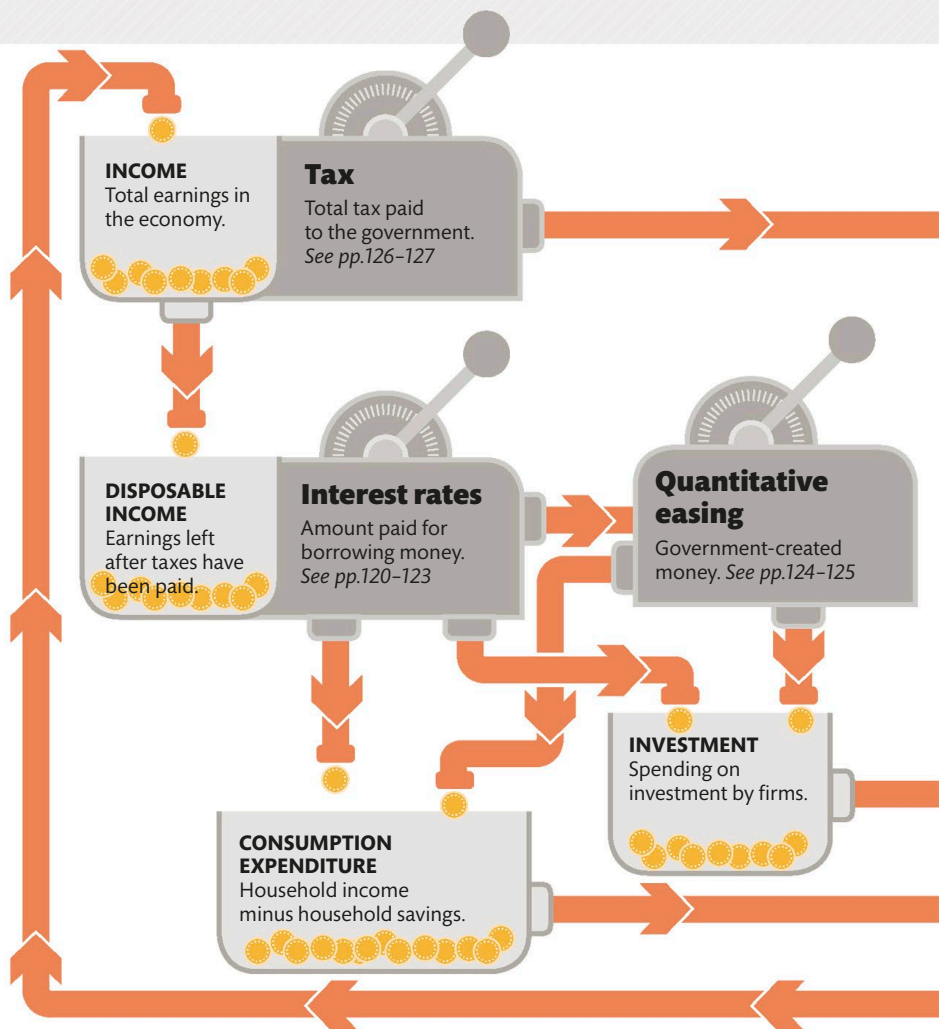 INCOME
Total earnings in
the economy.
Tax
Total tax paid
to the government.
See pp.126–127
DISPOSABLE
INCOME
Earnings left
after taxes have
been paid.
Interest rates
Amount paid for
borrowing money.
See pp.120–123
Quantitative
easing
Government-created
money. See pp.124–125
INVESTMENT
Spending on
investment by firms.
CONSUMPTION
EXPENDITURE
Household income
minus household savings.